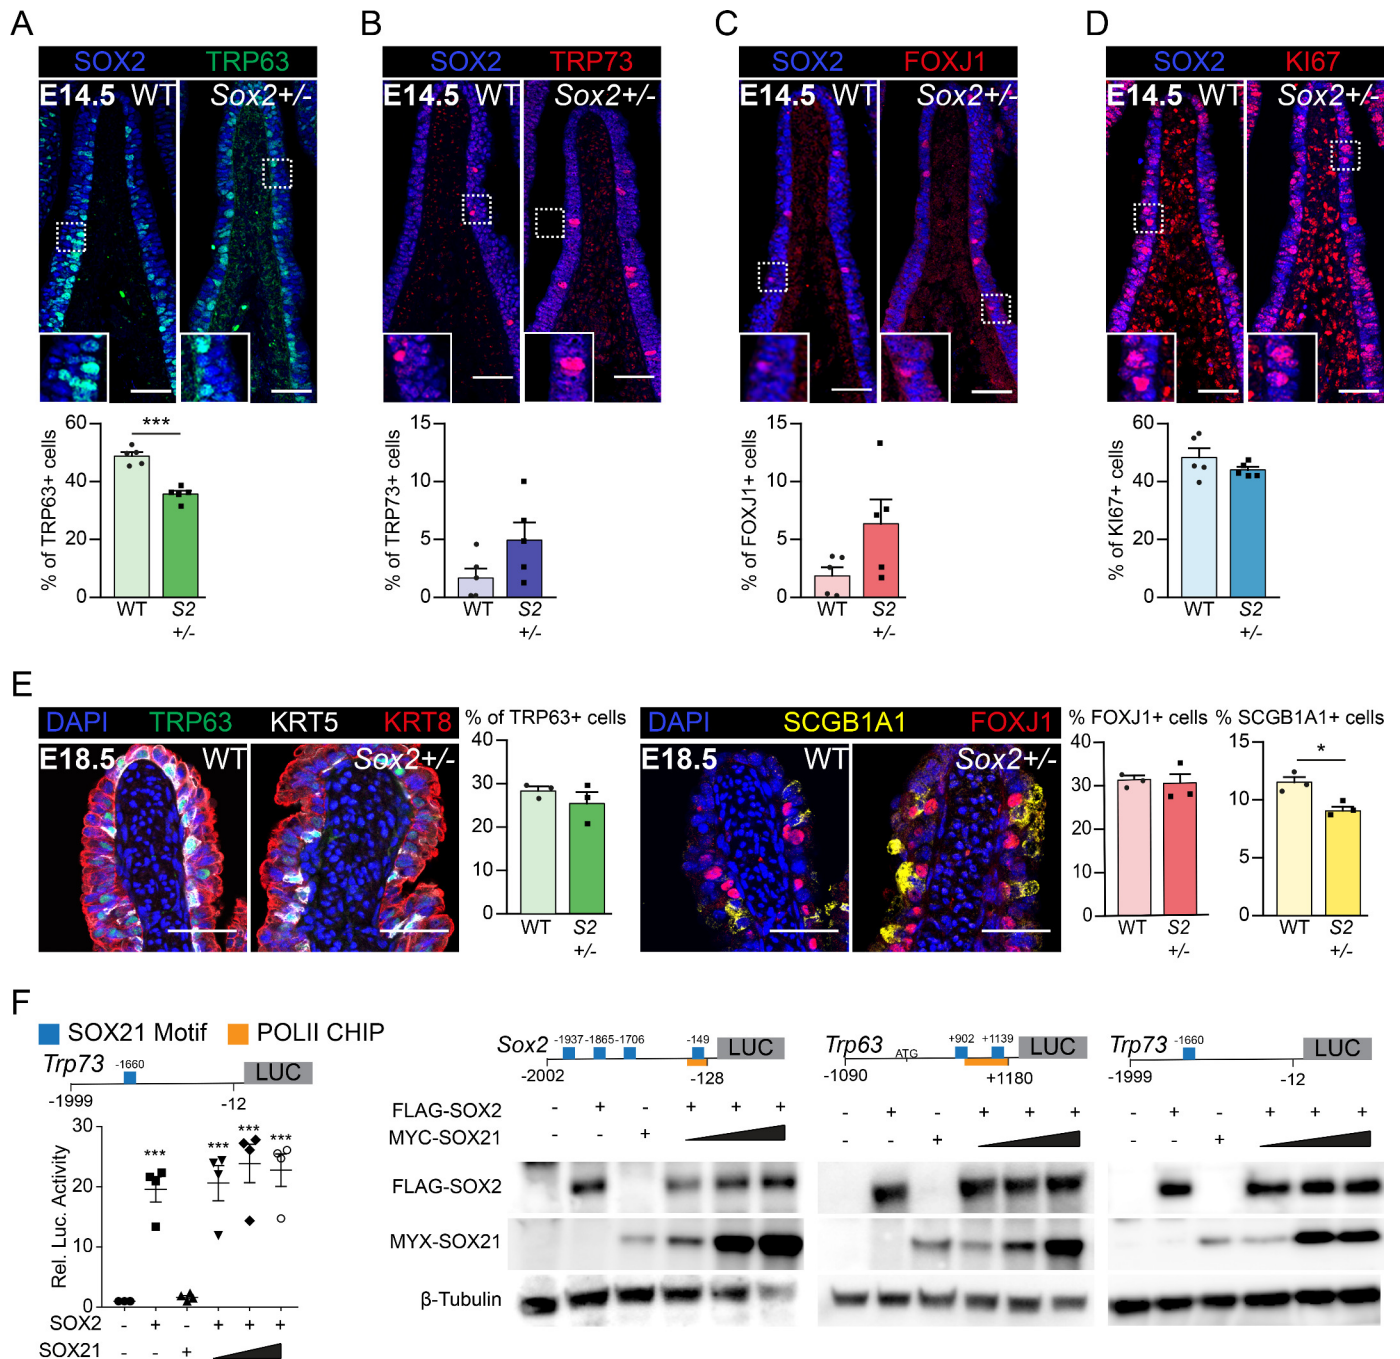 A
B
C
D
SOX2 TRP63
SOX2 TRP73
SOX2 FOXJ1
SOX2 KI67
E14.5 WT Sox2+/-
E14.5 WT Sox2+/-
E14.5 WT Sox2+/-
E14.5 WT Sox2+/-
% of TRP63+ cells
60
40
20
0
***
WT S2 +/-
% of TRP73+ cells
15
10
5
0
WT S2 +/-
% of FOXJ1+ cells
15
10
5
0
WT S2 +/-
% of KI67+ cells
60
40
20
0
WT S2 +/-
E
DAPI TRP63 KRT5 KRT8
E18.5 WT Sox2+/-
% of TRP63+ cells
40
30
20
10
0
WT S2 +/-
DAPI SCGB1A1 FOXJ1
E18.5 WT Sox2+/-
% FOXJ1+ cells
40
30
20
10
0
WT S2 +/-
% SCGB1A1+ cells
15
10
5
0
*
WT S2 +/-
F
SOX21 Motif POLII CHIP
Trp73 -1660 LUC
-1999 -12
Rel. Luc. Activity
30
20
10
0
*** *** *** ***
SOX2 - + - + + +
SOX21 - - +
Sox2 -1937 -1865 -1706 -149 LUC
-2002 -128
Trp63 ATG +902 +1139 LUC
-1090 +1180
Trp73 -1660 LUC
-1999 -12
FLAG-SOX2 - + - + + + - + - + + + - + - + + +
MYC-SOX21 - - + - - + - - +
FLAG-SOX2
MYX-SOX21
β-Tubulin